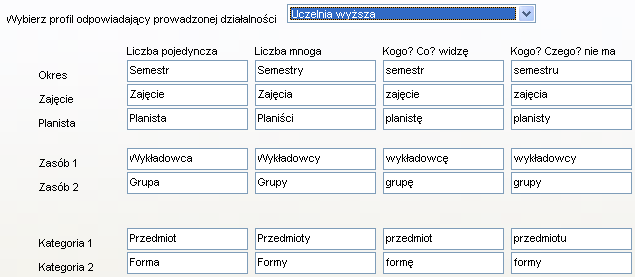 Wybierz profil odpowiadający prowadzonej działalności Uczelnia wyższa
Liczba pojedyncza Liczba mnoga Kogo? Co? widzę Kogo? Czego? nie ma
Okres Semestr Semestry semestr semestru
Zajęcie Zajęcie Zajęcia zajęcie zajęcia
Planista Planista Planiści planistę planisty
Zasób 1 Wykładowca Wykładowcy wykładowcę wykładowcy
Zasób 2 Grupa Grupy grupę grupy
Kategoria 1 Przedmiot Przedmioty przedmiot przedmiotu
Kategoria 2 Forma Formy formę formy